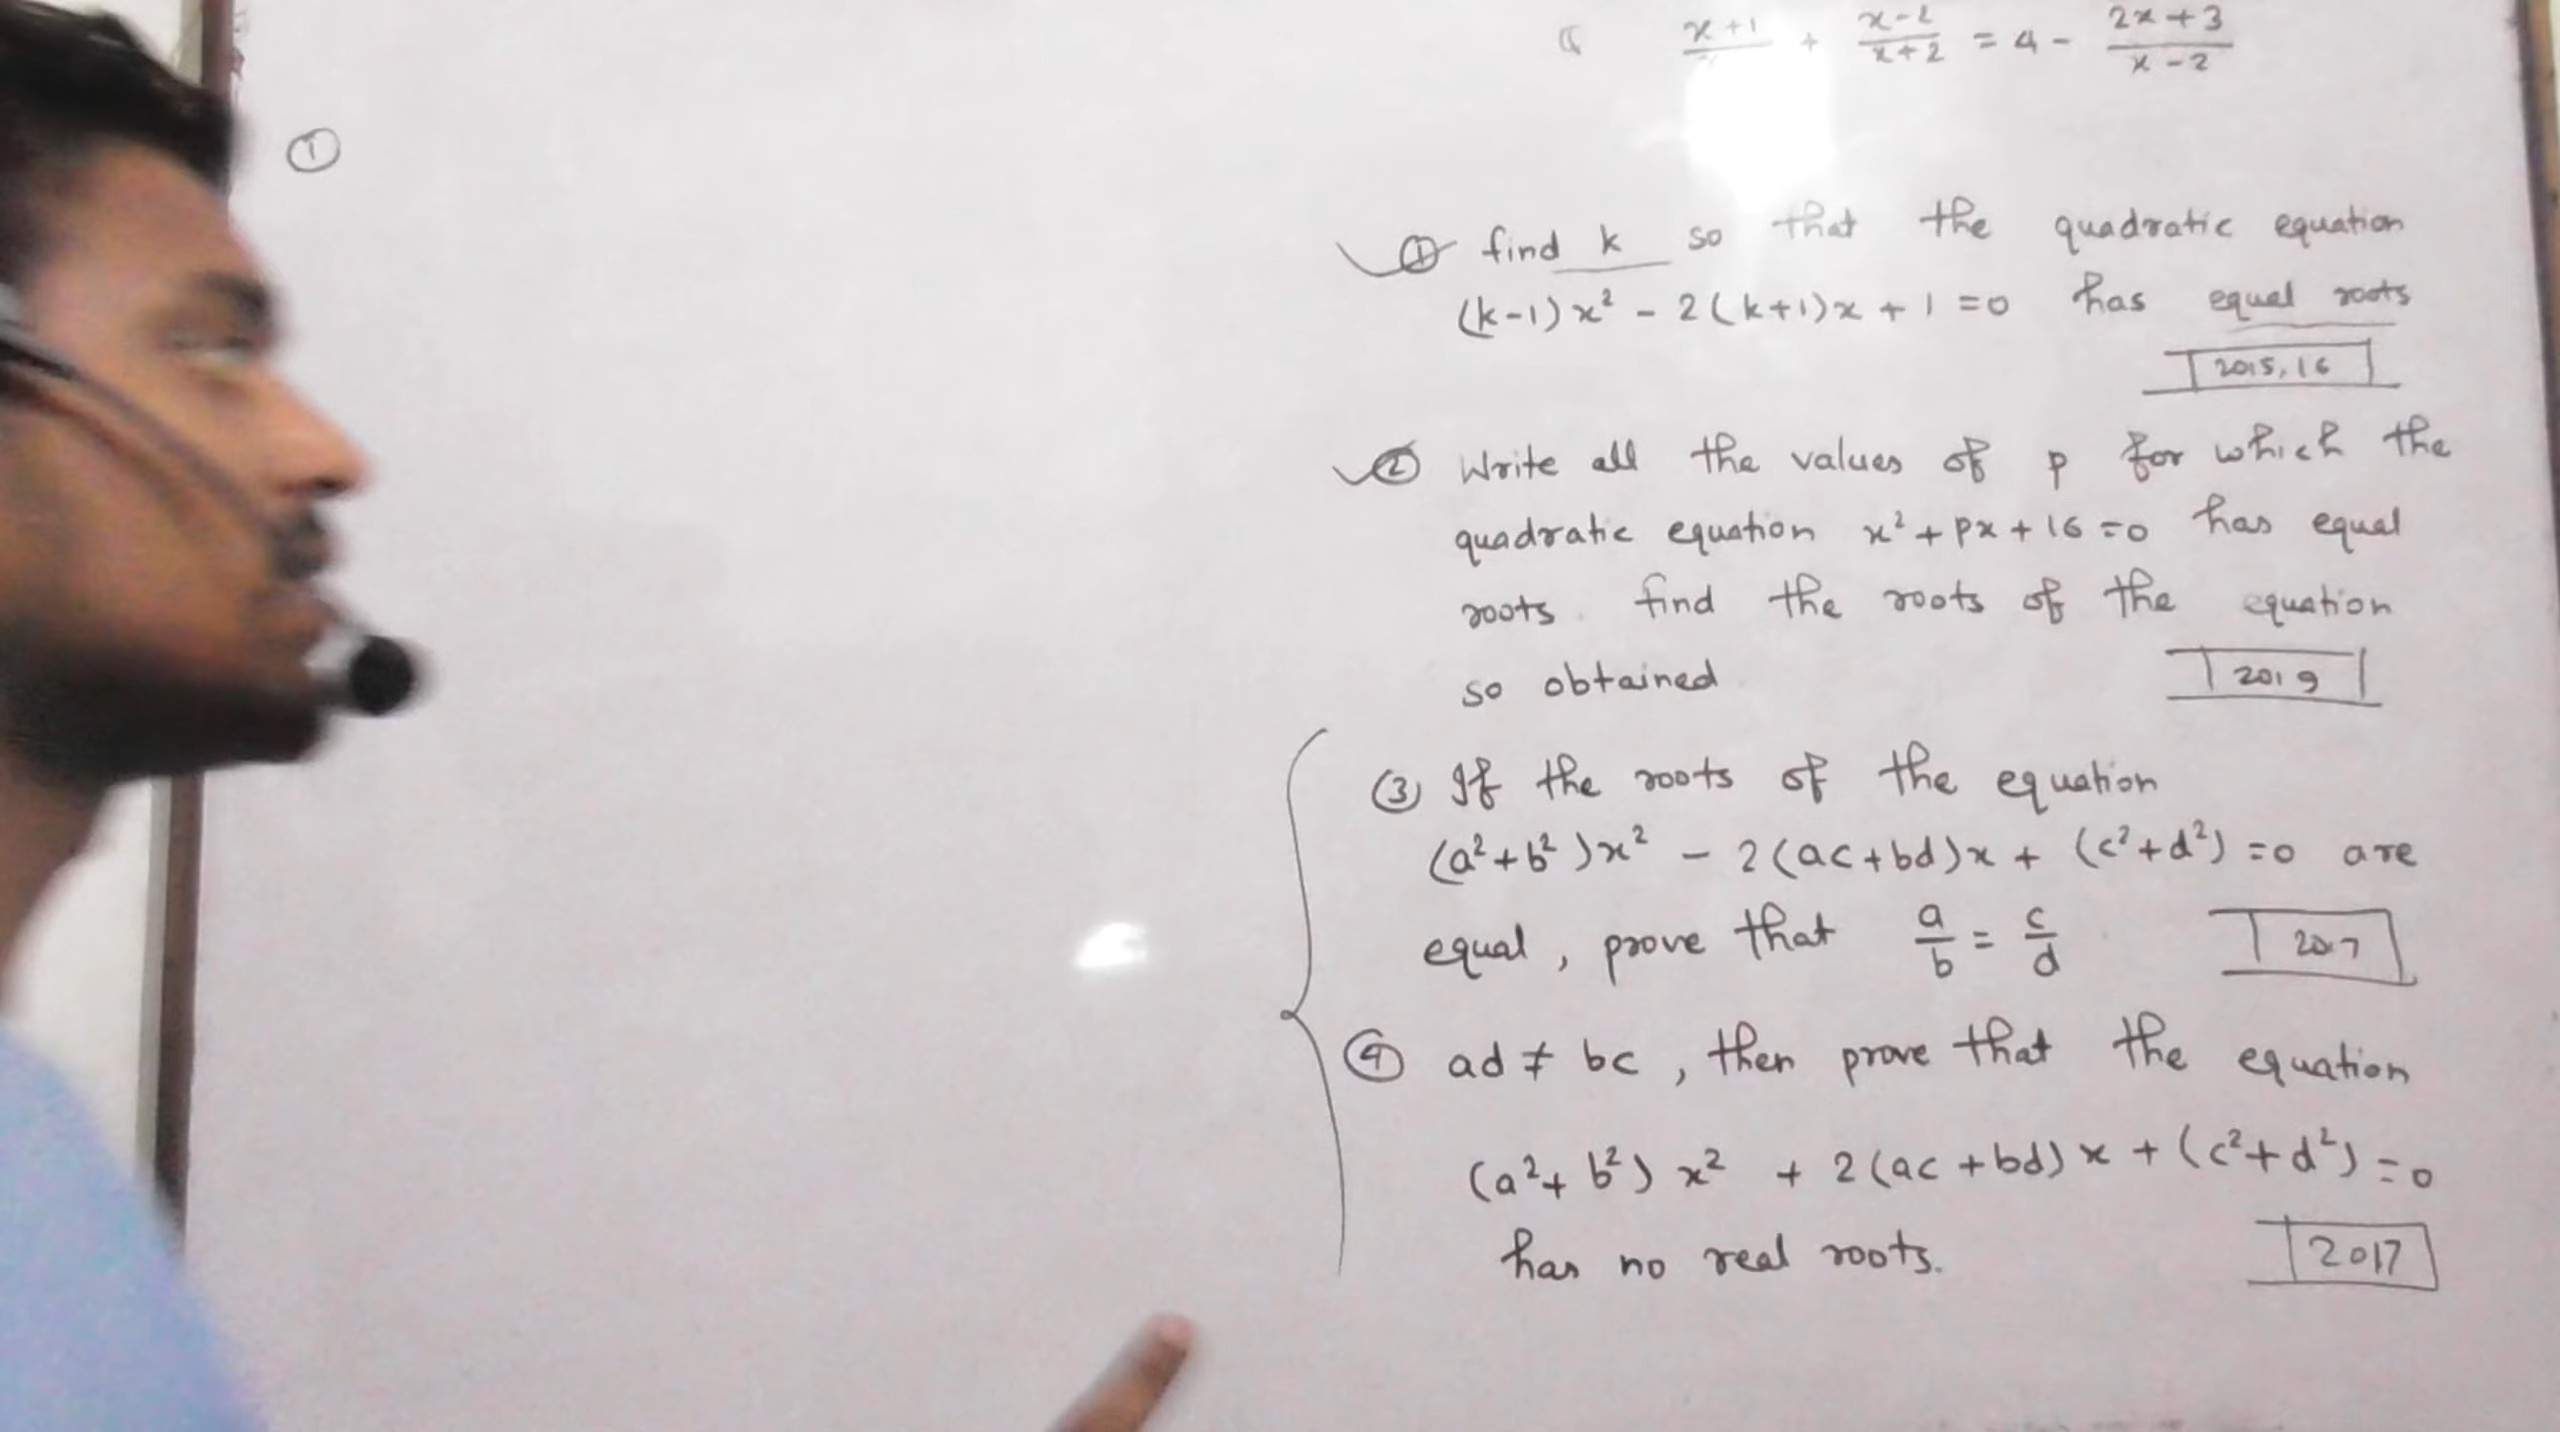 x+1 + x-2/x+2 = 4 - 2x+3/x-2
①
① find k so that the quadratic equation
(k-1)x² - 2(k+1)x + 1 = 0 has equal roots
2015, 16
② Write all the values of p for which the
quadratic equation x² + px + 16 = 0 has equal
roots. find the roots of the equation
so obtained
2019
③ If the roots of the equation
(a²+b²)x² - 2(ac+bd)x + (c²+d²) = 0 are
equal, prove that a/b = c/d
2017
④ ad ≠ bc, then prove that the equation
(a²+b²)x² + 2(ac+bd)x + (c²+d²) = 0
has no real roots.
2017